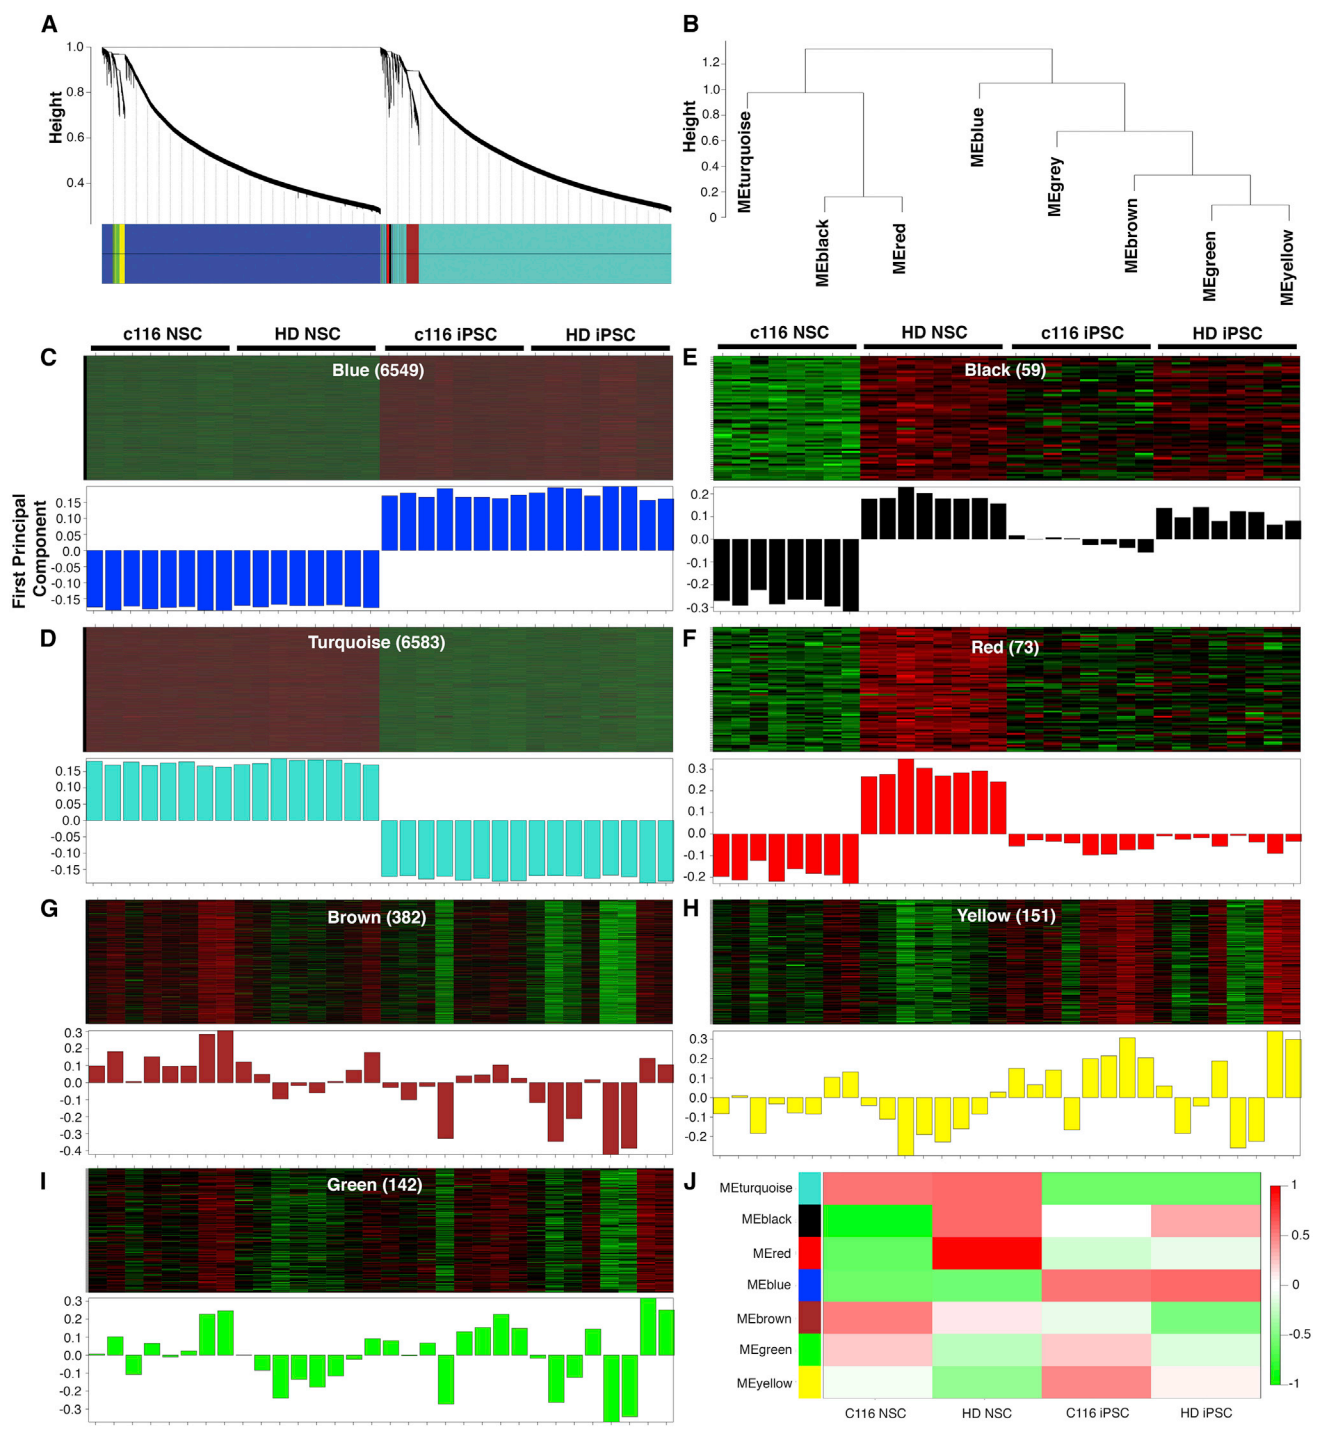 A
Height
1.0
0.8
0.6
0.4
B
Height
1.2
1.0
0.8
0.6
0.4
0.2
0
MEturquoise
MEblack
MEred
MEblue
MEgrey
MEbrown
MEgreen
MEyellow
c116 NSC HD NSC c116 iPSC HD iPSC
c116 NSC HD NSC c116 iPSC HD iPSC
C
Blue (6549)
First Principal
Component
0.15
0.10
0.05
0.0
-0.05
-0.10
-0.15
E
Black (59)
0.2
0.1
0.0
-0.1
-0.2
-0.3
D
Turquoise (6583)
0.15
0.10
0.05
0.0
-0.05
-0.10
-0.15
F
Red (73)
0.3
0.2
0.1
0.0
-0.1
-0.2
G
Brown (382)
0.3
0.2
0.1
0.0
-0.1
-0.2
-0.3
-0.4
H
Yellow (151)
0.3
0.2
0.1
0.0
-0.1
-0.2
I
Green (142)
0.3
0.2
0.1
0.0
-0.1
-0.2
-0.3
J
MEturquoise
MEblack
MEred
MEblue
MEbrown
MEgreen
MEyellow
C116 NSC HD NSC C116 iPSC HD iPSC
1
0.5
0
-0.5
-1